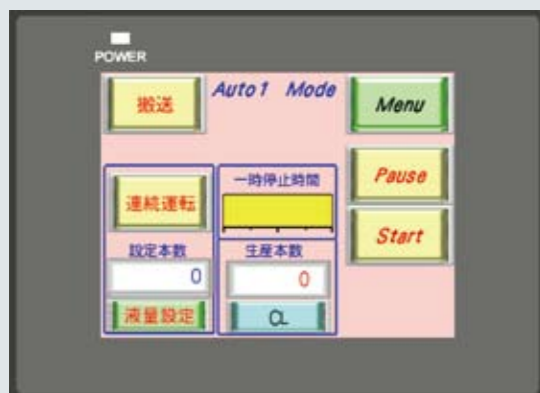 POWER
搬送
Auto1 Mode
Menu
一時停止時間
Pause
連続運転
Start
設定本数
生産本数
0
0
液量設定
CL